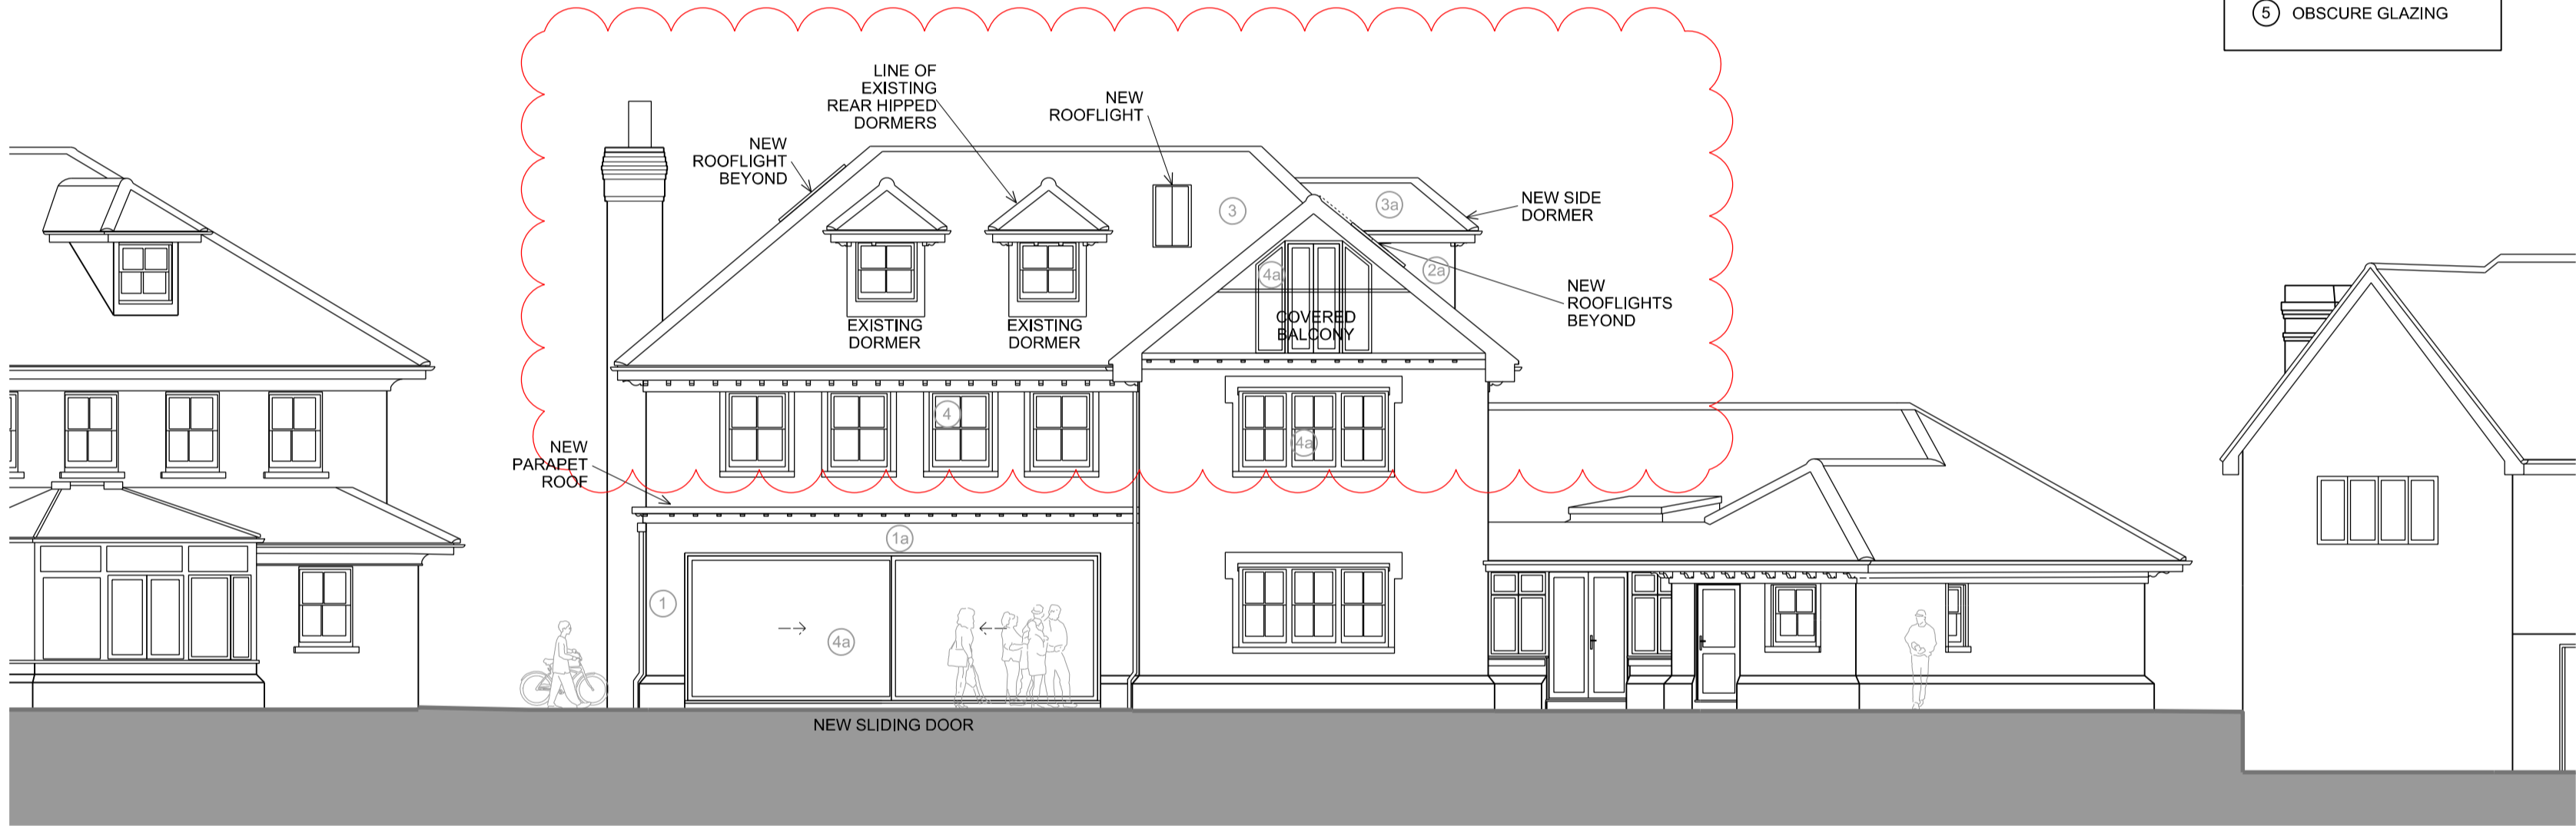 5 OBSCURE GLAZING
LINE OF
EXISTING
REAR HIPPED
DORMERS
NEW
ROOFLIGHT
NEW
ROOFLIGHT
BEYOND
3
3a
NEW SIDE
DORMER
4a
2a
NEW
ROOFLIGHTS
BEYOND
COVERED
BALCONY
EXISTING
DORMER
EXISTING
DORMER
4
4a
NEW
PARAPET
ROOF
1a
1
4a
NEW SLIDING DOOR